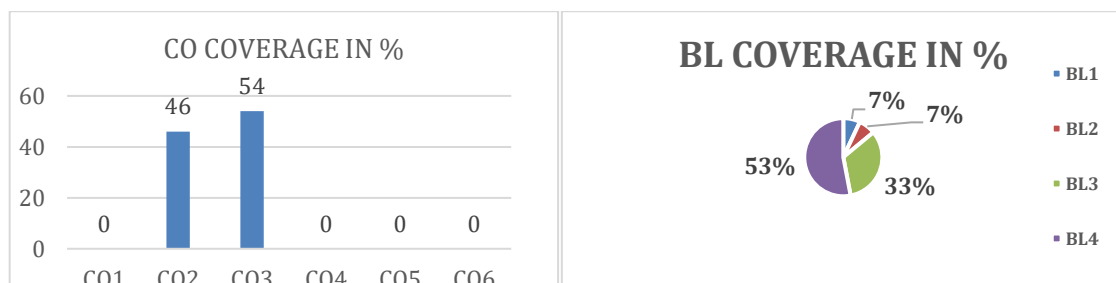 CO COVERAGE IN %
60
40
20
0
0
46
54
0
0
0
CO1 CO2 CO3 CO4 CO5 CO6
BL COVERAGE IN %
7%
7%
33%
53%
BL1
BL2
BL3
BL4